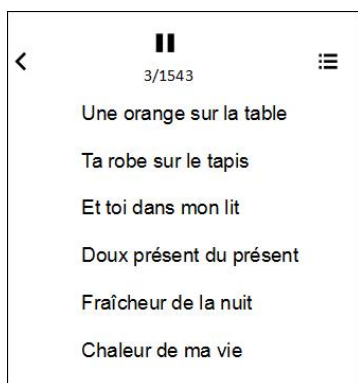 3/1543
Une orange sur la table
Ta robe sur le tapis
Et toi dans mon lit
Doux présent du présent
Fraîcheur de la nuit
Chaleur de ma vie